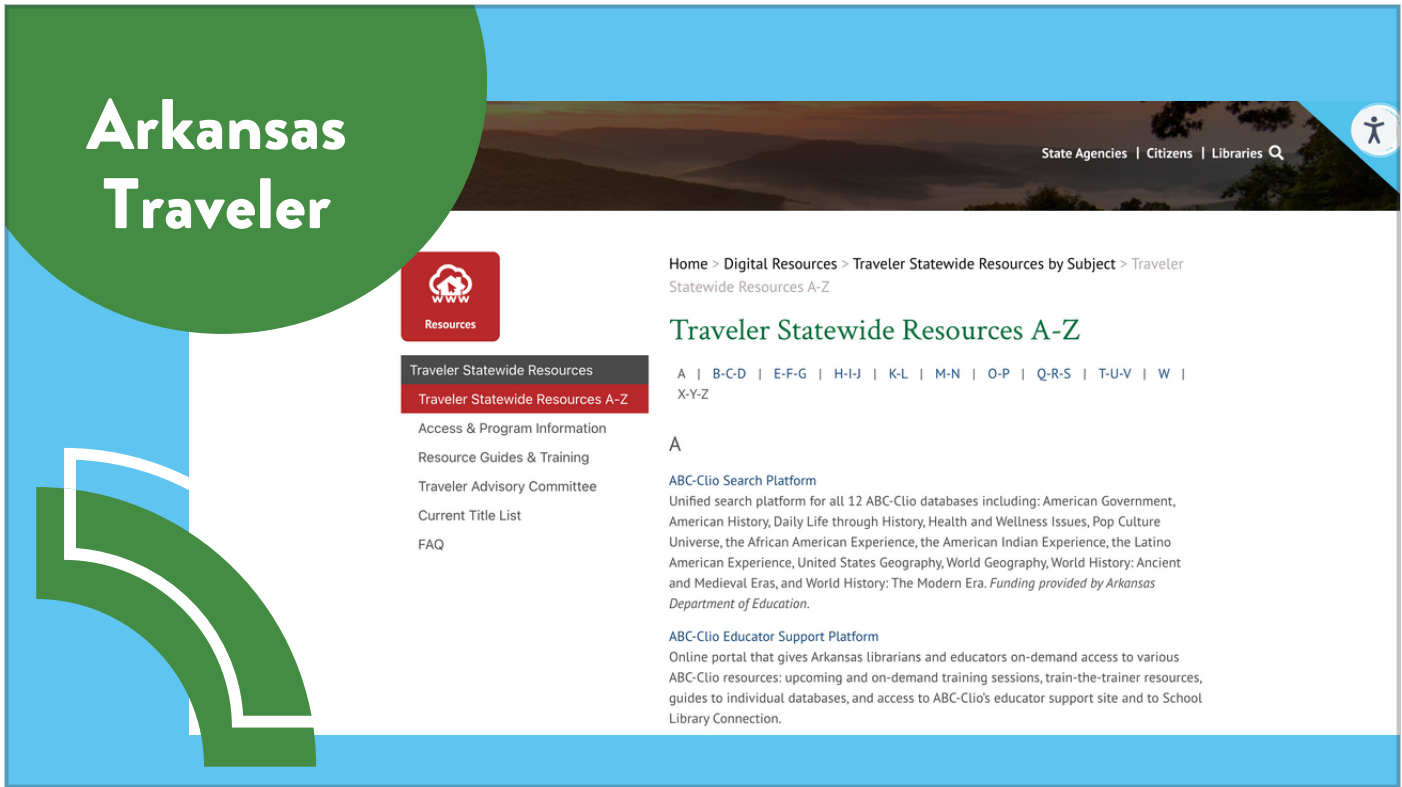 Arkansas
Traveler
State Agencies | Citizens | Libraries
WWW
Resources
Traveler Statewide Resources
Traveler Statewide Resources A-Z
Access & Program Information
Resource Guides & Training
Traveler Advisory Committee
Current Title List
FAQ
Home > Digital Resources > Traveler Statewide Resources by Subject > Traveler
Statewide Resources A-Z
Traveler Statewide Resources A-Z
A | B-C-D | E-F-G | H-I-J | K-L | M-N | O-P | Q-R-S | T-U-V | W |
X-Y-Z
A
ABC-Clio Search Platform
Unified search platform for all 12 ABC-Clio databases including: American Government,
American History, Daily Life through History, Health and Wellness Issues, Pop Culture
Universe, the African American Experience, the American Indian Experience, the Latino
American Experience, United States Geography, World Geography, World History: Ancient
and Medieval Eras, and World History: The Modern Era. Funding provided by Arkansas
Department of Education.
ABC-Clio Educator Support Platform
Online portal that gives Arkansas librarians and educators on-demand access to various
ABC-Clio resources: upcoming and on-demand training sessions, train-the-trainer resources,
guides to individual databases, and access to ABC-Clio's educator support site and to School
Library Connection.